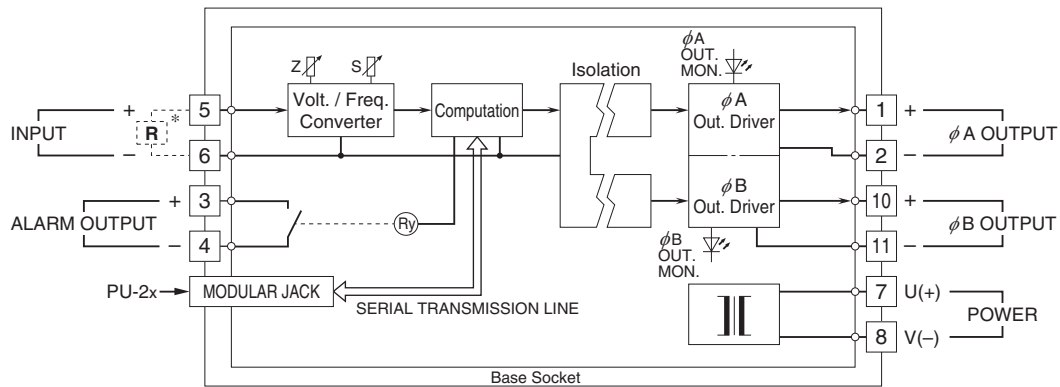 INPUT
+
−
R
*
5
6
Z
S
Volt. / Freq.
Converter
Computation
Isolation
φA
OUT.
MON.
φA
Out. Driver
1
+
2
−
φA OUTPUT
ALARM OUTPUT
+
−
3
4
Ry
φB
Out. Driver
φB
OUT.
MON.
10
+
11
−
φB OUTPUT
PU-2x
MODULAR JACK
SERIAL TRANSMISSION LINE
7
U(+)
8
V(–)
POWER
Base Socket